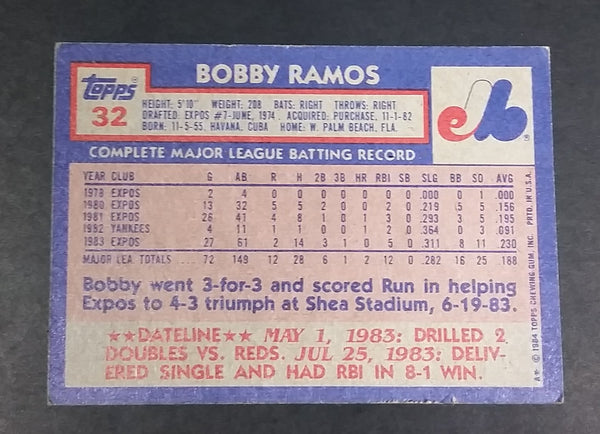 BOBBY RAMOS
TOPPS
32
HEIGHT: 5'10" WEIGHT: 208 BATS: RIGHT THROWS: RIGHT
DRAFTED: EXPOS #7-JUNE, 1974 ACQUIRED: PURCHASE, 11-1-82
BORN: 11-5-55, HAVANA, CUBA HOME: W. PALM BEACH, FLA.
eb
COMPLETE MAJOR LEAGUE BATTING RECORD
YEAR CLUB G AB R H 2B 3B HR RBI SB SLG BB SO AVG
1978 EXPOS 2 4 0 0 0 0 0 0 0 .000 0 1 .000
1980 EXPOS 13 32 5 5 2 0 0 2 0 .219 5 5 .156
1981 EXPOS 26 41 4 8 1 0 1 3 0 .293 3 5 .195
1982 YANKEES 4 11 1 1 0 0 1 2 0 .364 0 3 .091
1983 EXPOS 27 61 2 14 3 1 0 5 0 .311 8 11 .230
MAJOR LEA TOTALS .... 72 149 12 28 6 1 2 12 0 .282 16 25 .188
Bobby went 3-for-3 and scored Run in helping
Expos to 4-3 triumph at Shea Stadium, 6-19-83.
★★DATELINE★★ MAY 1, 1983: DRILLED 2
DOUBLES VS. REDS. JUL 25, 1983: DELIV-
ERED SINGLE AND HAD RBI IN 8-1 WIN.
A* © 1984 TOPPS CHEWING GUM, INC. PRTD. IN U.S.A.